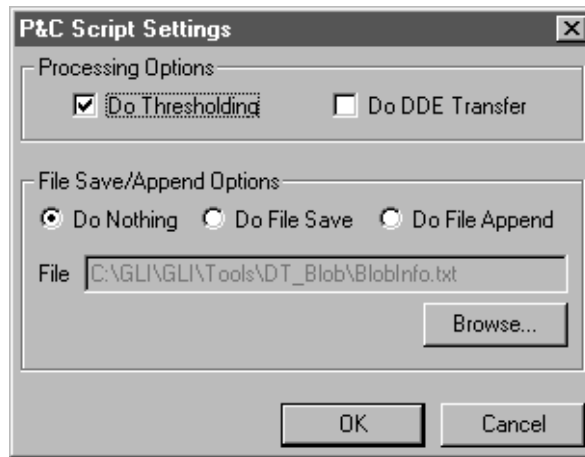 P&C Script Settings
Processing Options
Do Thresholding Do DDE Transfer
File Save/Append Options
Do Nothing Do File Save Do File Append
File C:\GLI\GLI\Tools\DT_Blob\BlobInfo.txt
Browse...
OK Cancel